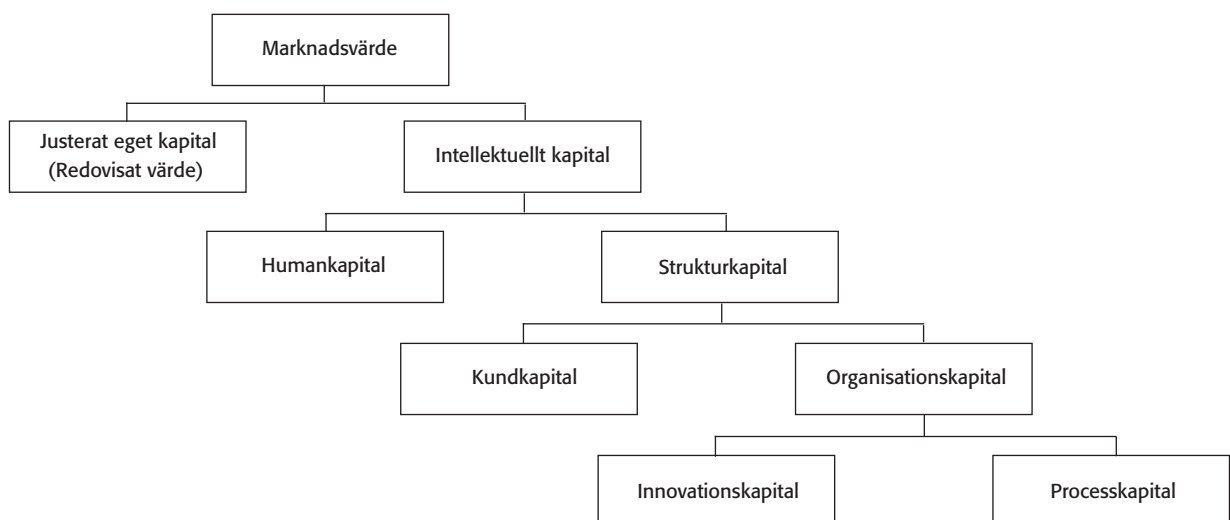 Marknadsvärde
Justerat eget kapital
(Redovisat värde)
Intellektuellt kapital
Humankapital
Strukturkapital
Kundkapital
Organisationskapital
Innovationskapital
Processkapital